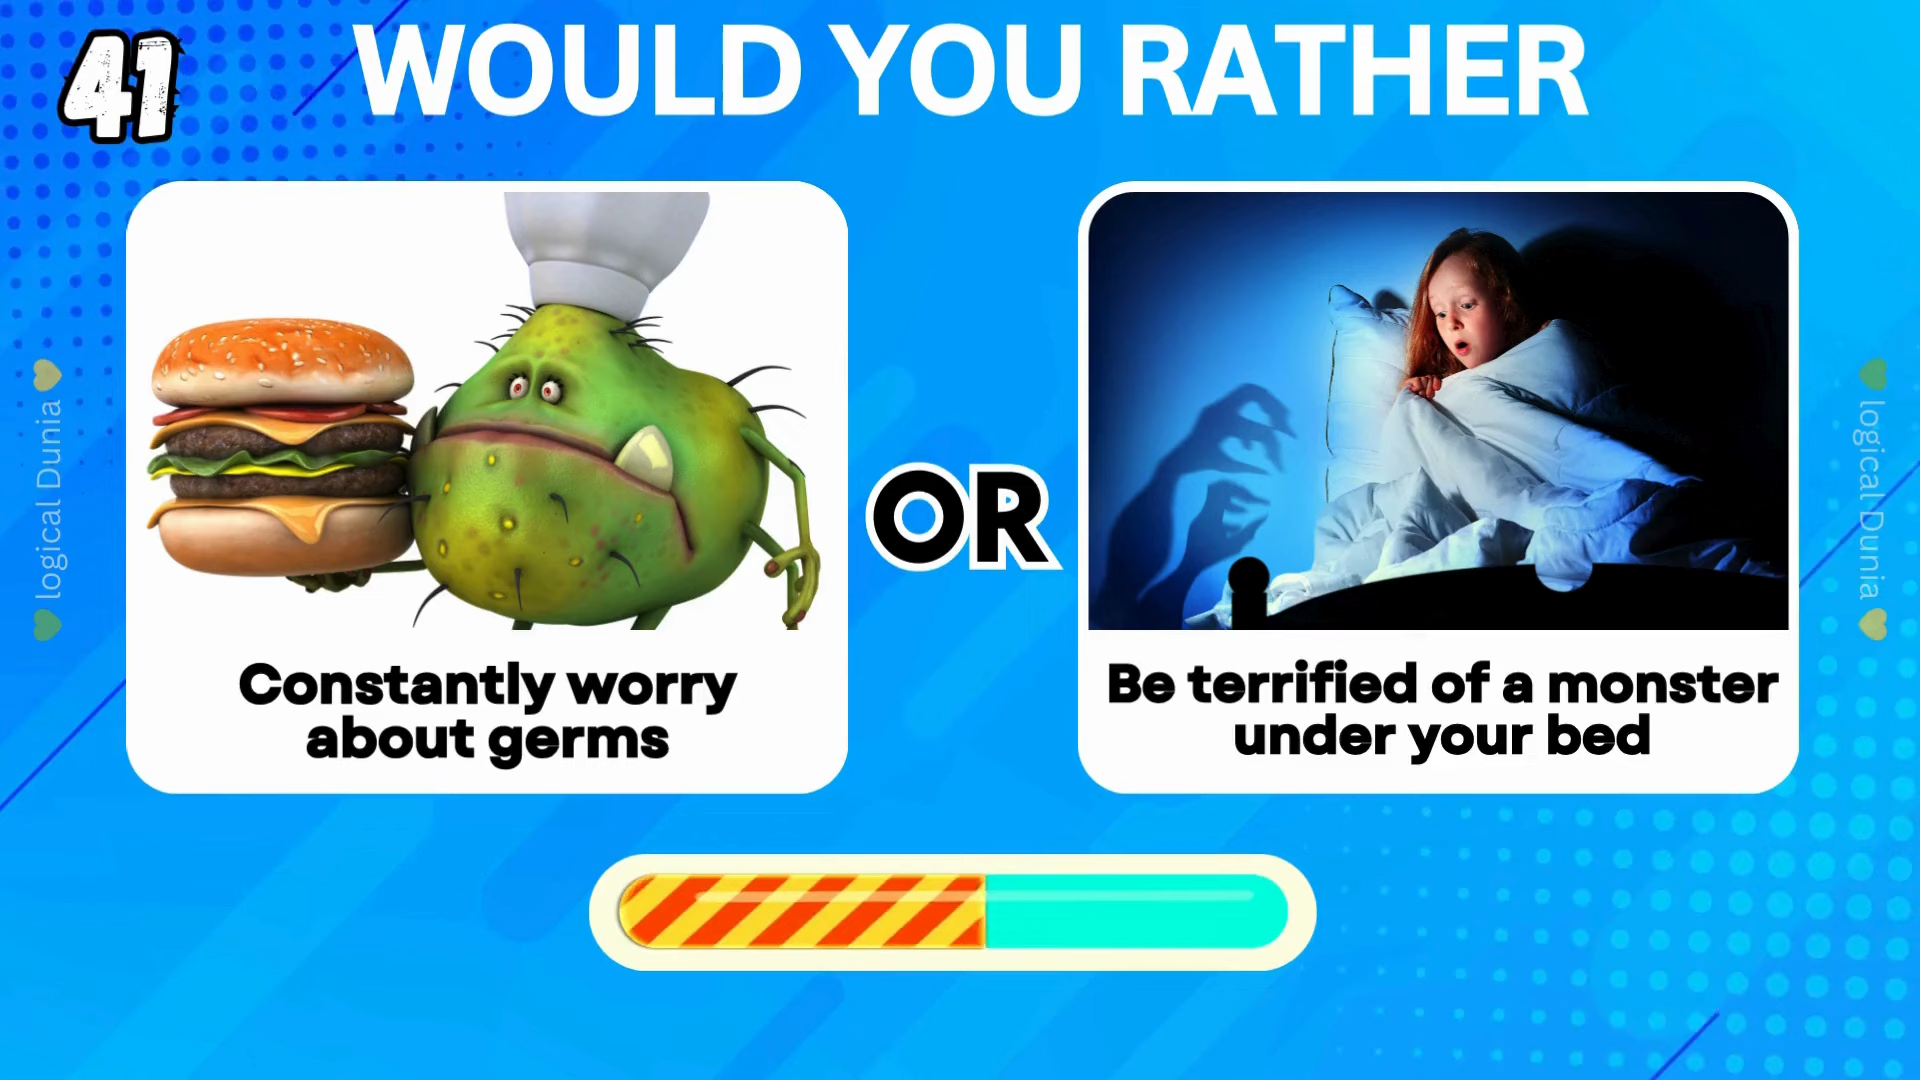 41
WOULD YOU RATHER
logical Dunia
OR
logical Dunia
Constantly worry
about germs
Be terrified of a monster
under your bed